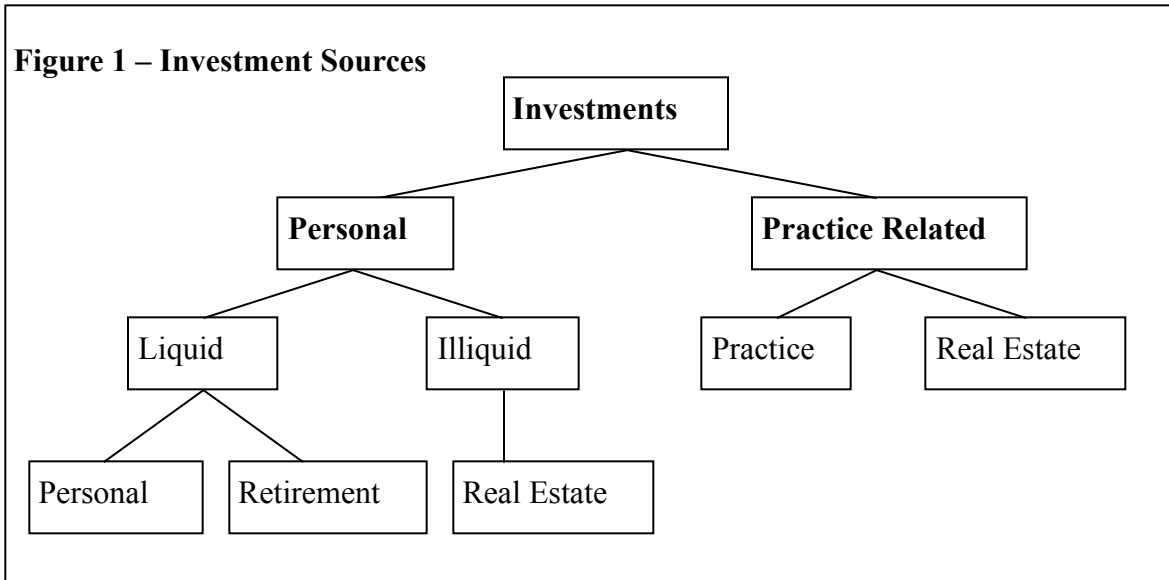 Figure 1 – Investment Sources
Investments
Personal
Practice Related
Liquid
Illiquid
Practice
Real Estate
Personal
Retirement
Real Estate